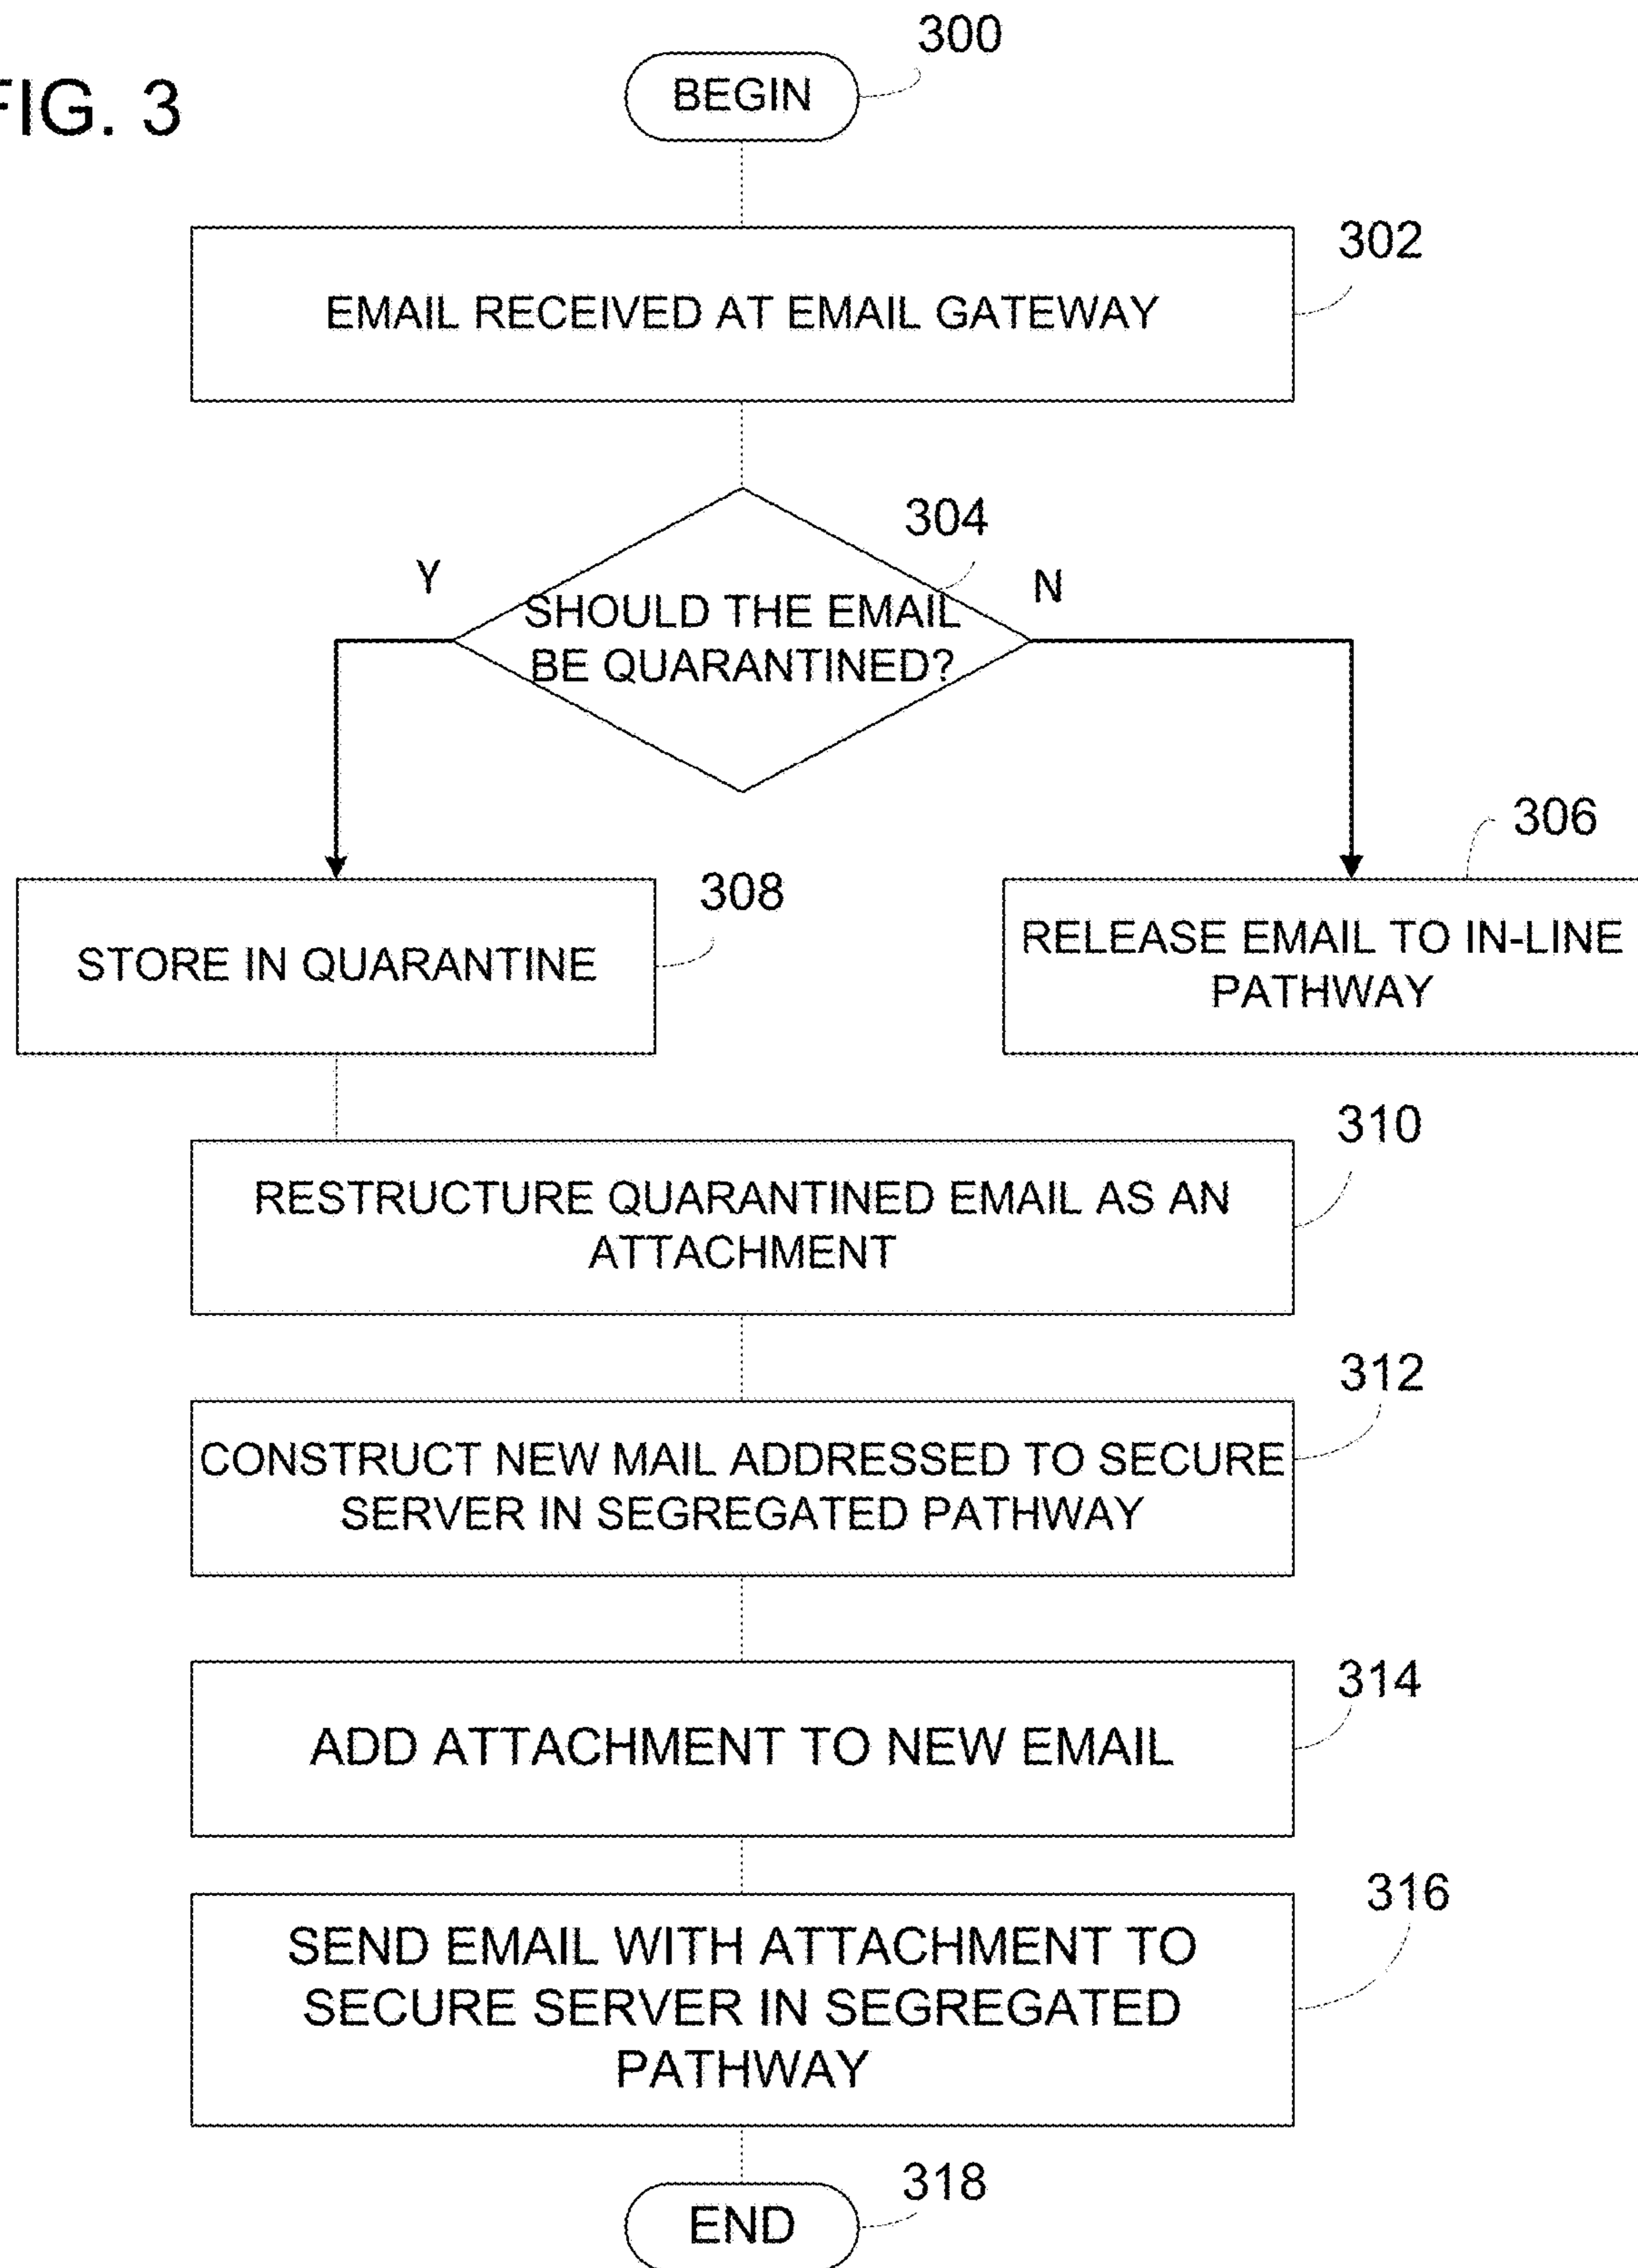 FIG. 3
300
BEGIN
302
EMAIL RECEIVED AT EMAIL GATEWAY
304
Y
N
SHOULD THE EMAIL
BE QUARANTINED?
306
308
RELEASE EMAIL TO IN-LINE
PATHWAY
STORE IN QUARANTINE
310
RESTRUCTURE QUARANTINED EMAIL AS AN
ATTACHMENT
312
CONSTRUCT NEW MAIL ADDRESSED TO SECURE
SERVER IN SEGREGATED PATHWAY
314
ADD ATTACHMENT TO NEW EMAIL
316
SEND EMAIL WITH ATTACHMENT TO
SECURE SERVER IN SEGREGATED
PATHWAY
318
END